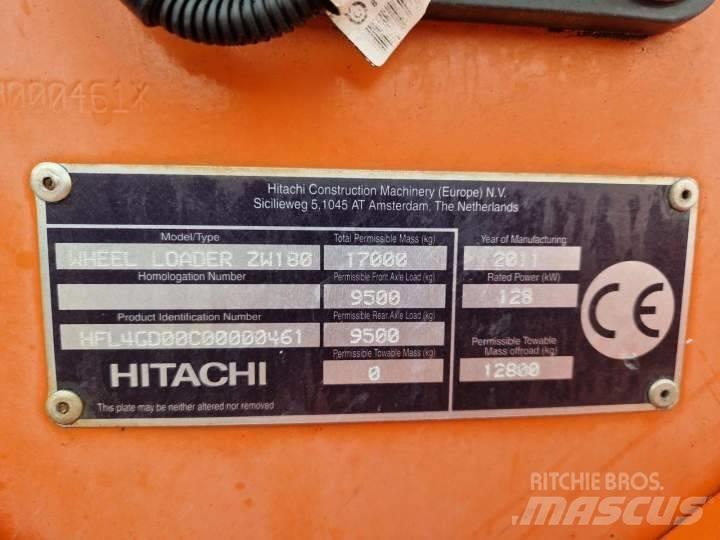 0000461X
Hitachi Construction Machinery (Europe) N.V.
Sicilieweg 5,1045 AT Amsterdam, The Netherlands
Model/Type
WHEEL LOADER ZW180
Homologation Number
Product Identification Number
HFL4GD00C00000461
HITACHI
This plate may be neither altered nor removed
Total Permissible Mass (kg)
17000
Permissible Front Axle Load (kg)
9500
Permissible Rear Axle Load (kg)
9500
Permissible Towable Mass (kg)
0
Year of Manufacturing
2011
Rated Power (kW)
128
Permissible Towable
Mass offroad (kg)
12800
CE
RITCHIE BROS.
MASCUS